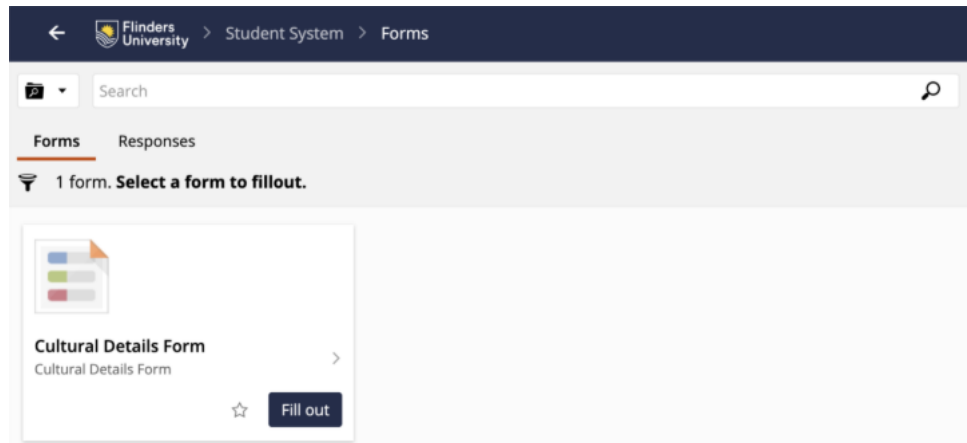 Flinders University > Student System > Forms
Search
Forms Responses
1 form. Select a form to fillout.
Cultural Details Form
Cultural Details Form
Fill out